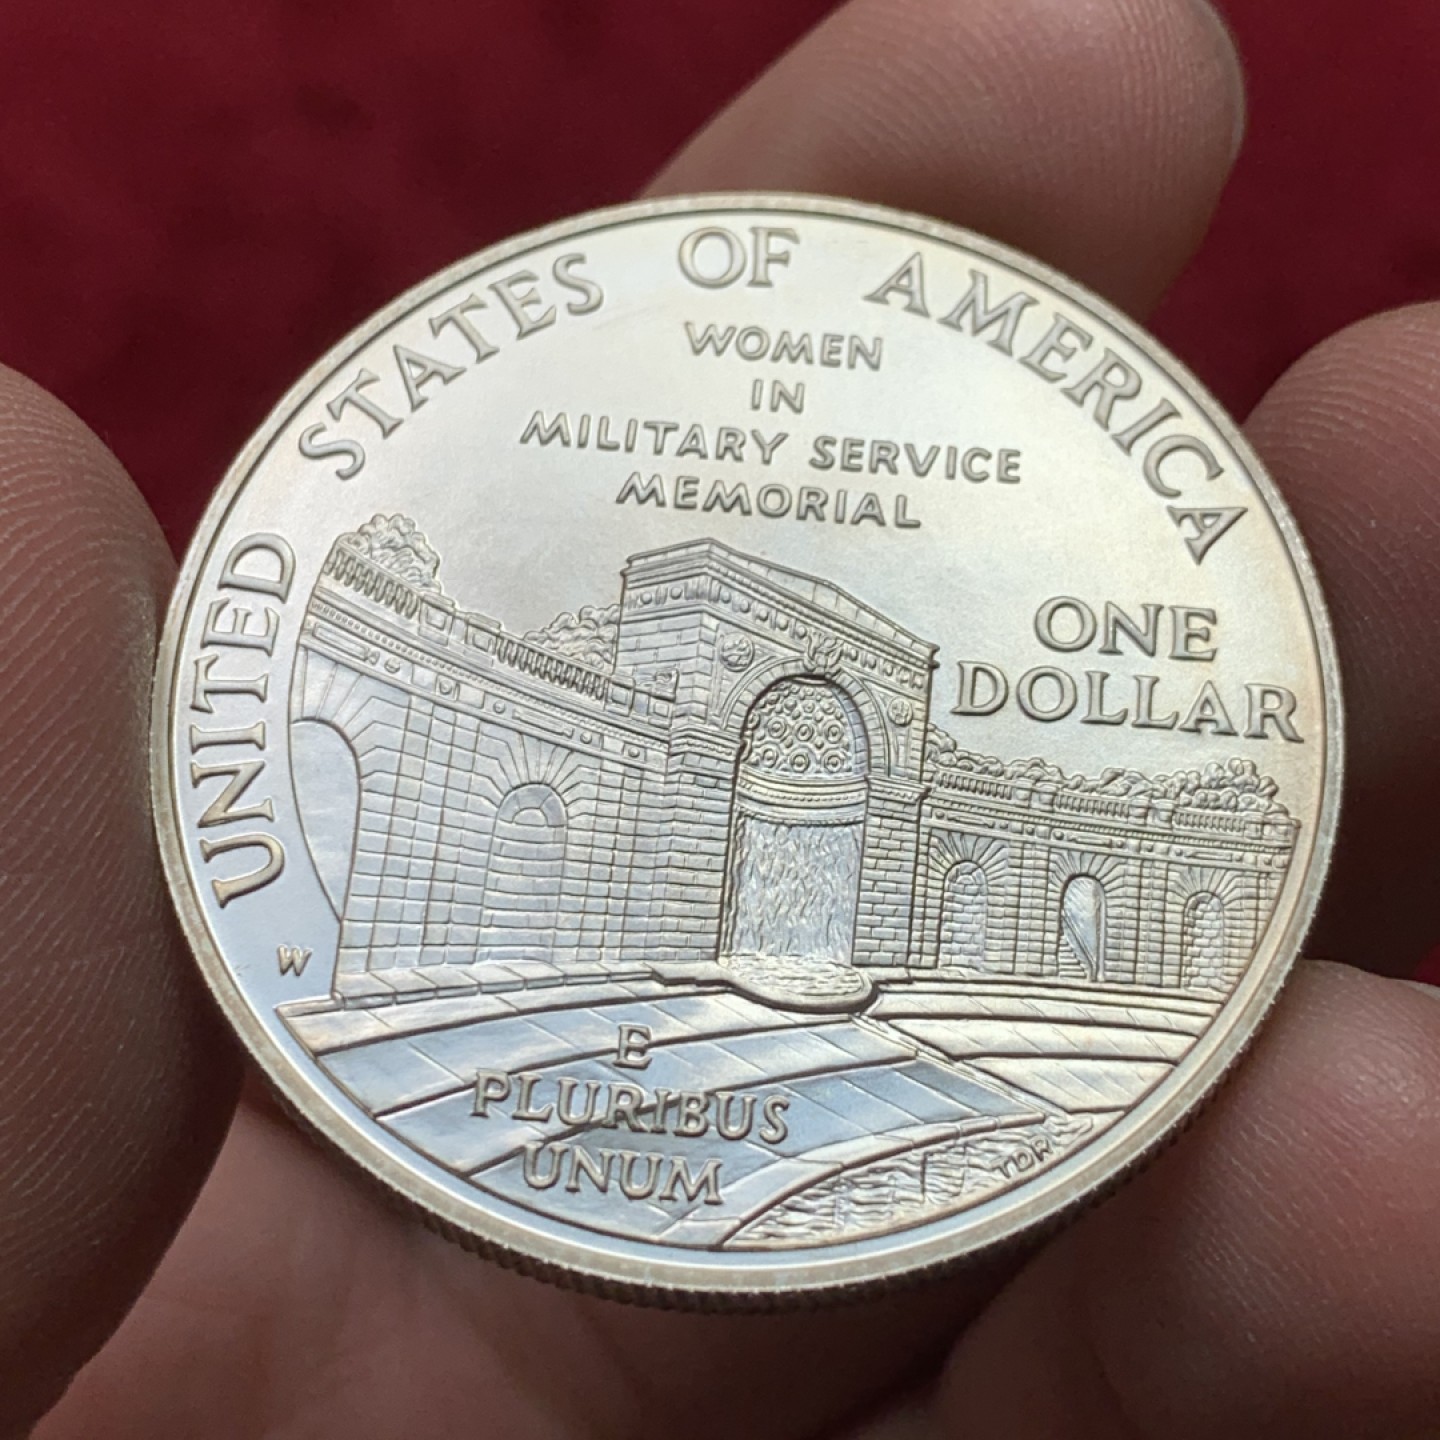 UNITED STATES OF AMERICA
WOMEN
IN
MILITARY SERVICE
MEMORIAL
ONE
DOLLAR
W
E
PLURIBUS
UNUM
TDR